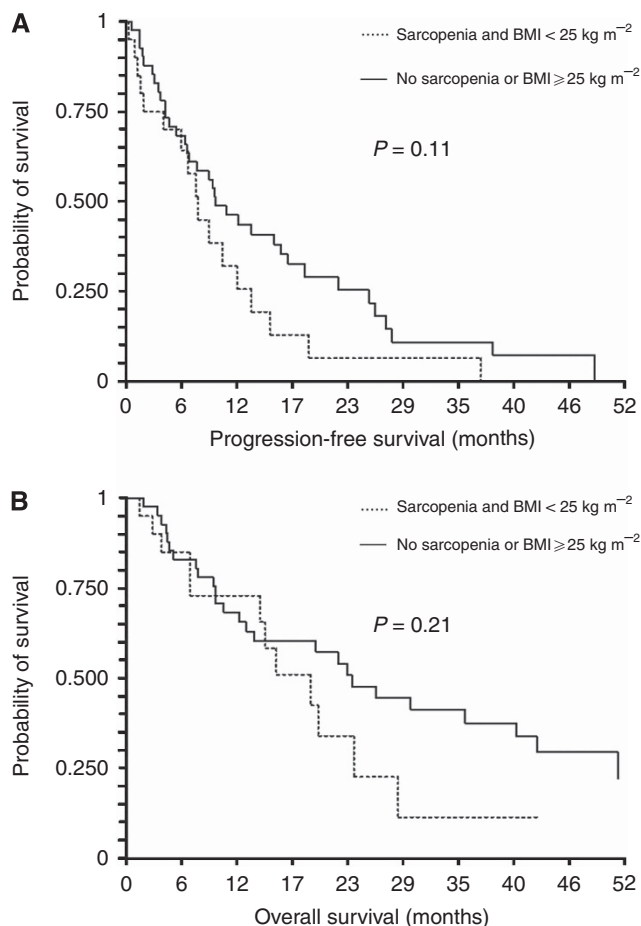 A
Sarcopenia and BMI < 25 kg m⁻²
No sarcopenia or BMI ⩾ 25 kg m⁻²
P = 0.11
Probability of survival
1
0.750
0.500
0.250
0
0 6 12 17 23 29 35 40 46 52
Progression-free survival (months)
B
Sarcopenia and BMI < 25 kg m⁻²
No sarcopenia or BMI ⩾ 25 kg m⁻²
P = 0.21
Probability of survival
1
0.750
0.500
0.250
0
0 6 12 17 23 29 35 40 46 52
Overall survival (months)